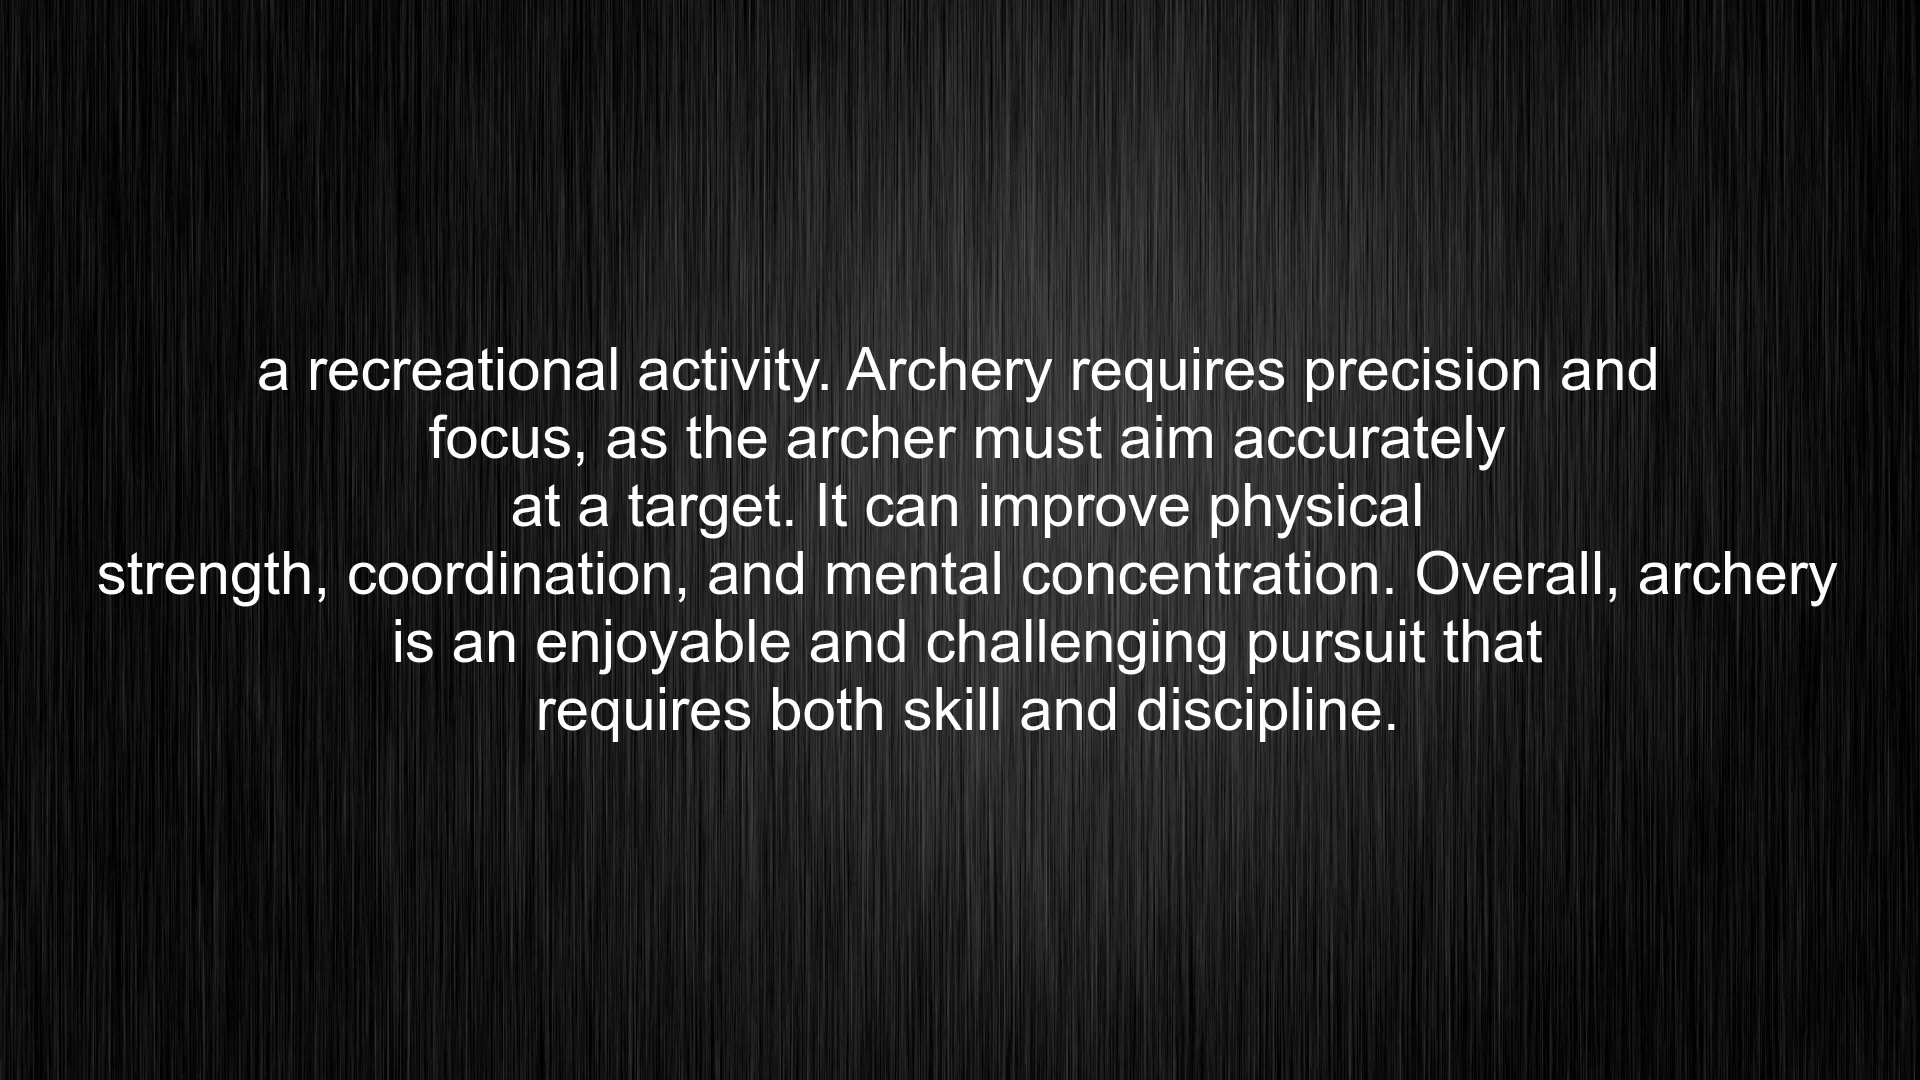 a recreational activity. Archery requires precision and
focus, as the archer must aim accurately
at a target. It can improve physical
strength, coordination, and mental concentration. Overall, archery
is an enjoyable and challenging pursuit that
requires both skill and discipline.